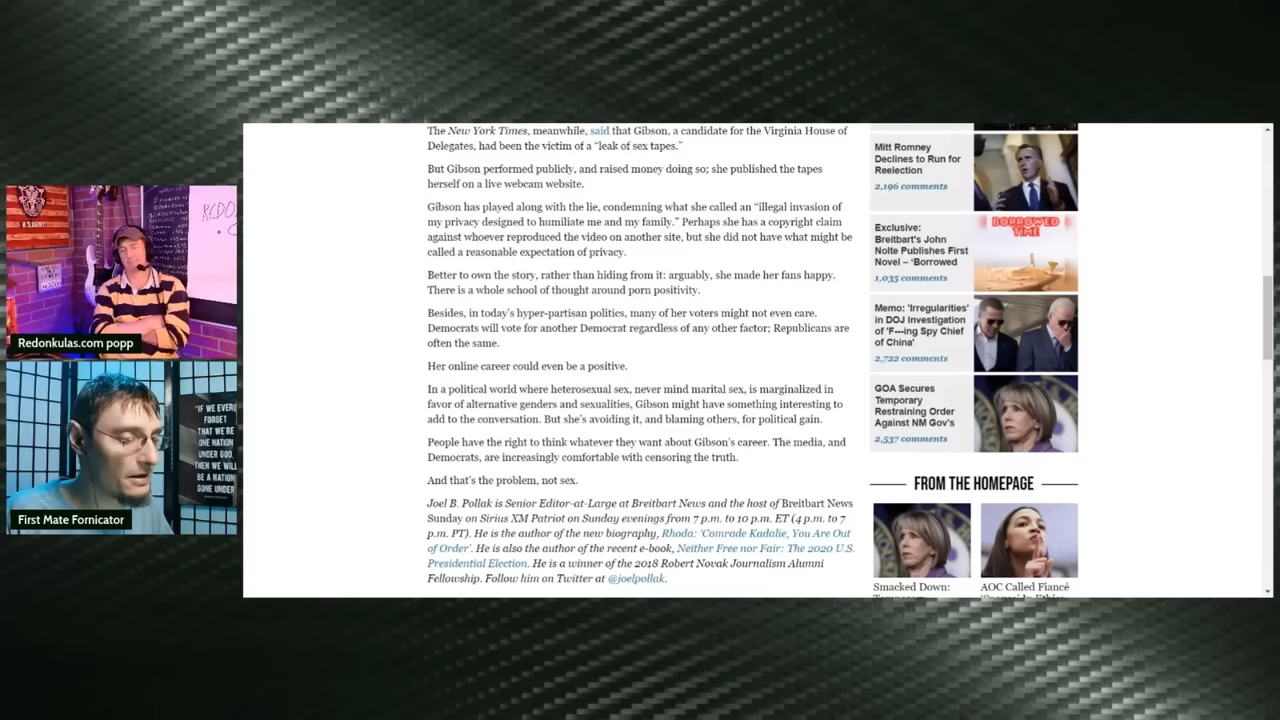 The New York Times, meanwhile, said that Gibson, a candidate for the Virginia House of
Delegates, had been the victim of a “leak of sex tapes.”
But Gibson performed publicly, and raised money doing so; she published the tapes
herself on a live webcam website.
Gibson has played along with the lie, condemning what she called an “illegal invasion of
my privacy designed to humiliate me and my family.” Perhaps she has a copyright claim
against whoever reproduced the video on another site, but she did not have what might be
called a reasonable expectation of privacy.
Better to own the story, rather than hiding from it: arguably, she made her fans happy.
There is a whole school of thought around porn positivity.
Besides, in today’s hyper-partisan politics, many of her voters might not even care.
Democrats will vote for another Democrat regardless of any other factor; Republicans are
often the same.
Her online career could even be a positive.
In a political world where heterosexual sex, never mind marital sex, is marginalized in
favor of alternative genders and sexualities, Gibson might have something interesting to
add to the conversation. But she’s avoiding it, and blaming others, for political gain.
People have the right to think whatever they want about Gibson’s career. The media, and
Democrats, are increasingly comfortable with censoring the truth.
And that’s the problem, not sex.
Joel B. Pollak is Senior Editor-at-Large at Breitbart News and the host of Breitbart News
Sunday on Sirius XM Patriot on Sunday evenings from 7 p.m. to 10 p.m. ET (4 p.m. to 7
p.m. PT). He is the author of the new biography, Rhoda: ‘Comrade Kadalie, You Are Out
of Order’. He is also the author of the recent e-book, Neither Free nor Fair: The 2020 U.S.
Presidential Election. He is a winner of the 2018 Robert Novak Journalism Alumni
Fellowship. Follow him on Twitter at @joelpollak.
Mitt Romney
Declines to Run for
Reelection
2,196 comments
Exclusive:
Breitbart's John
Nolte Publishes First
Novel – 'Borrowed
1,035 comments
BORROWED
TIME
Memo: 'Irregularities'
in DOJ Investigation
of 'F---ing Spy Chief
of China'
2,722 comments
GOA Secures
Temporary
Restraining Order
Against NM Gov's
2,537 comments
FROM THE HOMEPAGE
Smacked Down:
AOC Called Fiancé
U.S. ARMY
Redonkulas.com popp
"IF WE EVER
FORGET
THAT WE'RE
ONE NATION
UNDER GOD,
THEN WE WILL
BE A NATION
GONE UNDER
First Mate Fornicator